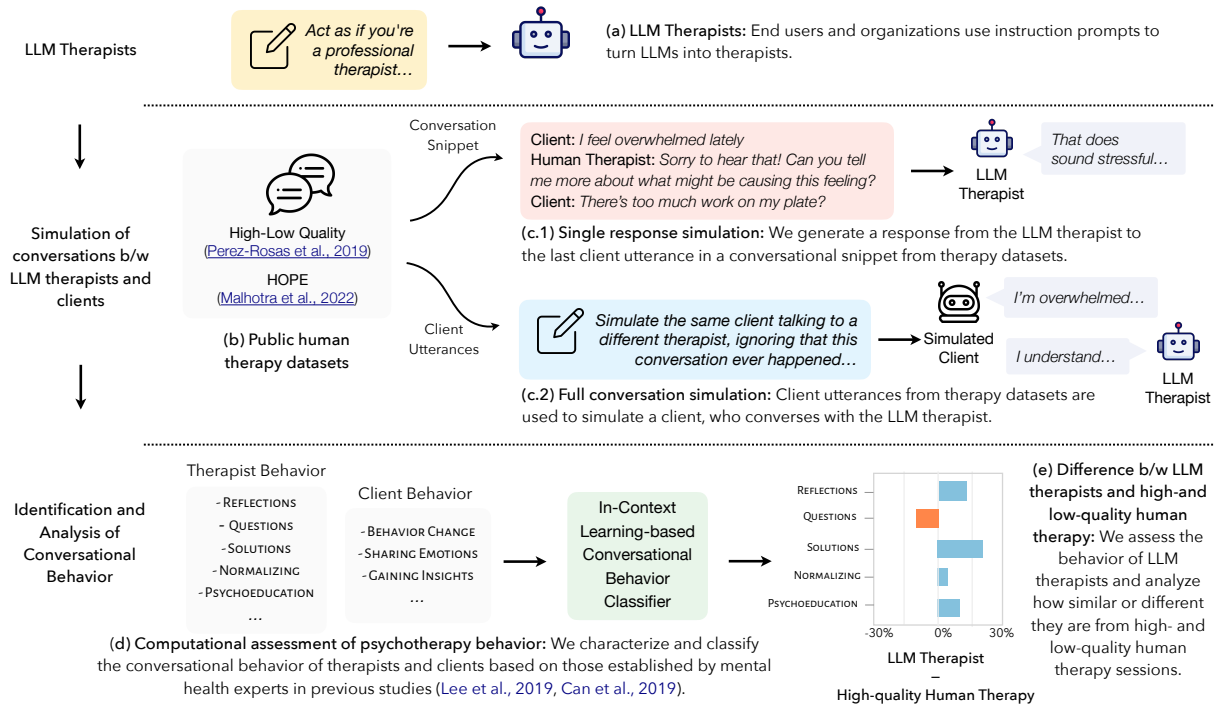 LLM Therapists
Act as if you're
a professional
therapist…
(a) LLM Therapists: End users and organizations use instruction prompts to
turn LLMs into therapists.
Simulation of
conversations b/w
LLM therapists and
clients
High-Low Quality
(Perez-Rosas et al., 2019)
HOPE
(Malhotra et al., 2022)
(b) Public human
therapy datasets
Conversation
Snippet
Client
Utterances
Client: I feel overwhelmed lately
Human Therapist: Sorry to hear that! Can you tell
me more about what might be causing this feeling?
Client: There's too much work on my plate?
LLM
Therapist
That does
sound stressful…
(c.1) Single response simulation: We generate a response from the LLM therapist to
the last client utterance in a conversational snippet from therapy datasets.
Simulate the same client talking to a
different therapist, ignoring that this
conversation ever happened…
Simulated
Client
I'm overwhelmed…
I understand…
LLM
Therapist
(c.2) Full conversation simulation: Client utterances from therapy datasets are
used to simulate a client, who converses with the LLM therapist.
Identification and
Analysis of
Conversational
Behavior
Therapist Behavior
- Reflections
- Questions
- Solutions
- Normalizing
- Psychoeducation
…
Client Behavior
- Behavior Change
- Sharing Emotions
- Gaining Insights
…
In-Context
Learning-based
Conversational
Behavior
Classifier
(d) Computational assessment of psychotherapy behavior: We characterize and classify
the conversational behavior of therapists and clients based on those established by mental
health experts in previous studies (Lee et al., 2019, Can et al., 2019).
Reflections
Questions
Solutions
Normalizing
Psychoeducation
-30% 0% 30%
LLM Therapist
–
High-quality Human Therapy
(e) Difference b/w LLM
therapists and high-and
low-quality human
therapy: We assess the
behavior of LLM
therapists and analyze
how similar or different
they are from high- and
low-quality human
therapy sessions.